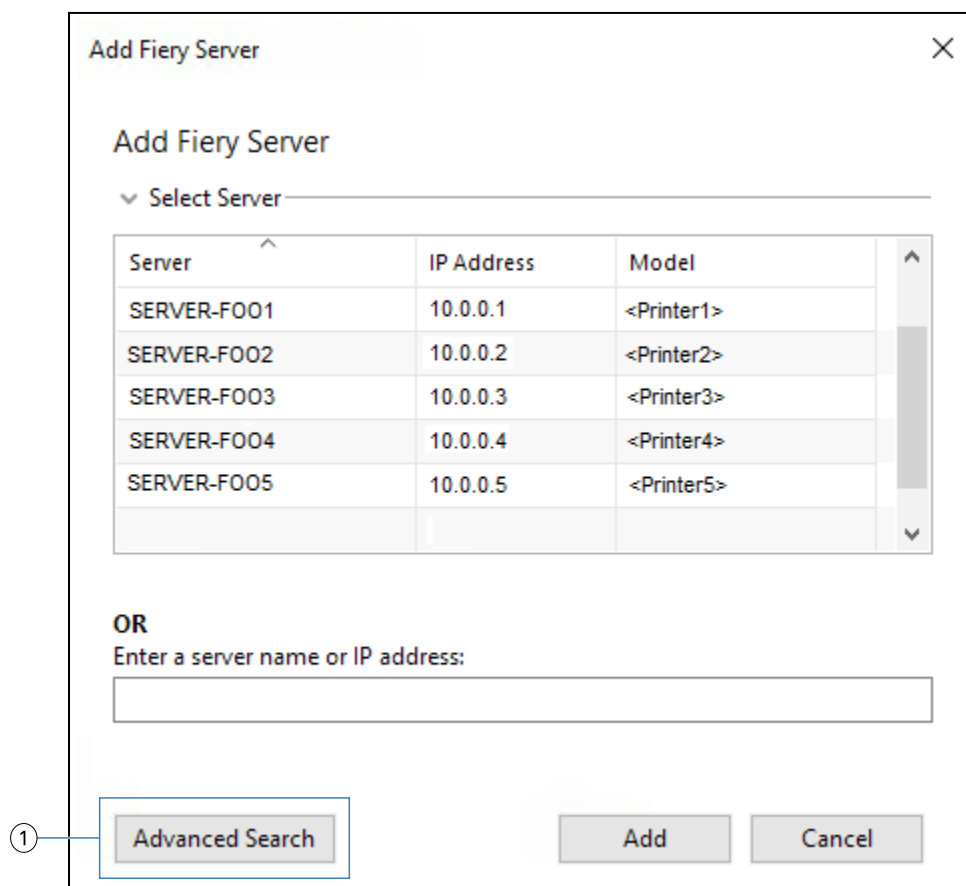 Add Fiery Server
Add Fiery Server
Select Server
Server IP Address Model
SERVER-FOO1 10.0.0.1 <Printer1>
SERVER-FOO2 10.0.0.2 <Printer2>
SERVER-FOO3 10.0.0.3 <Printer3>
SERVER-FOO4 10.0.0.4 <Printer4>
SERVER-FOO5 10.0.0.5 <Printer5>
OR
Enter a server name or IP address:
1 Advanced Search Add Cancel